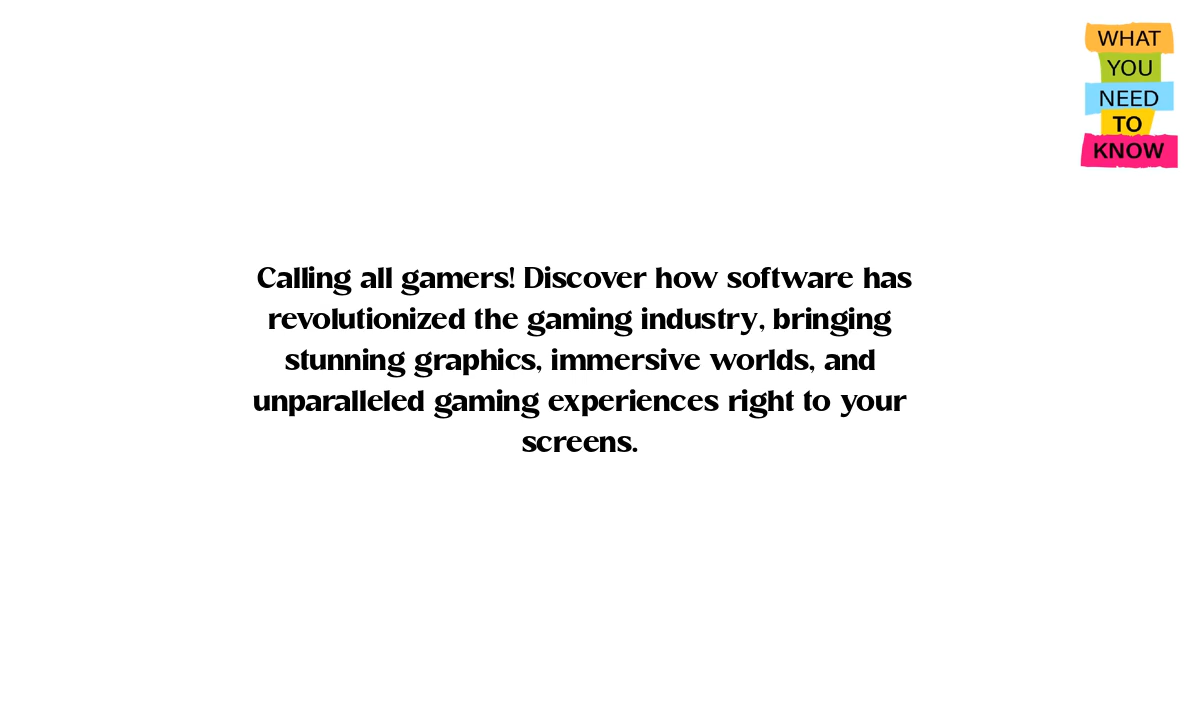 WHAT
YOU
NEED
TO
KNOW
Calling all gamers! Discover how software has
revolutionized the gaming industry, bringing
stunning graphics, immersive worlds, and
unparalleled gaming experiences right to your
screens.